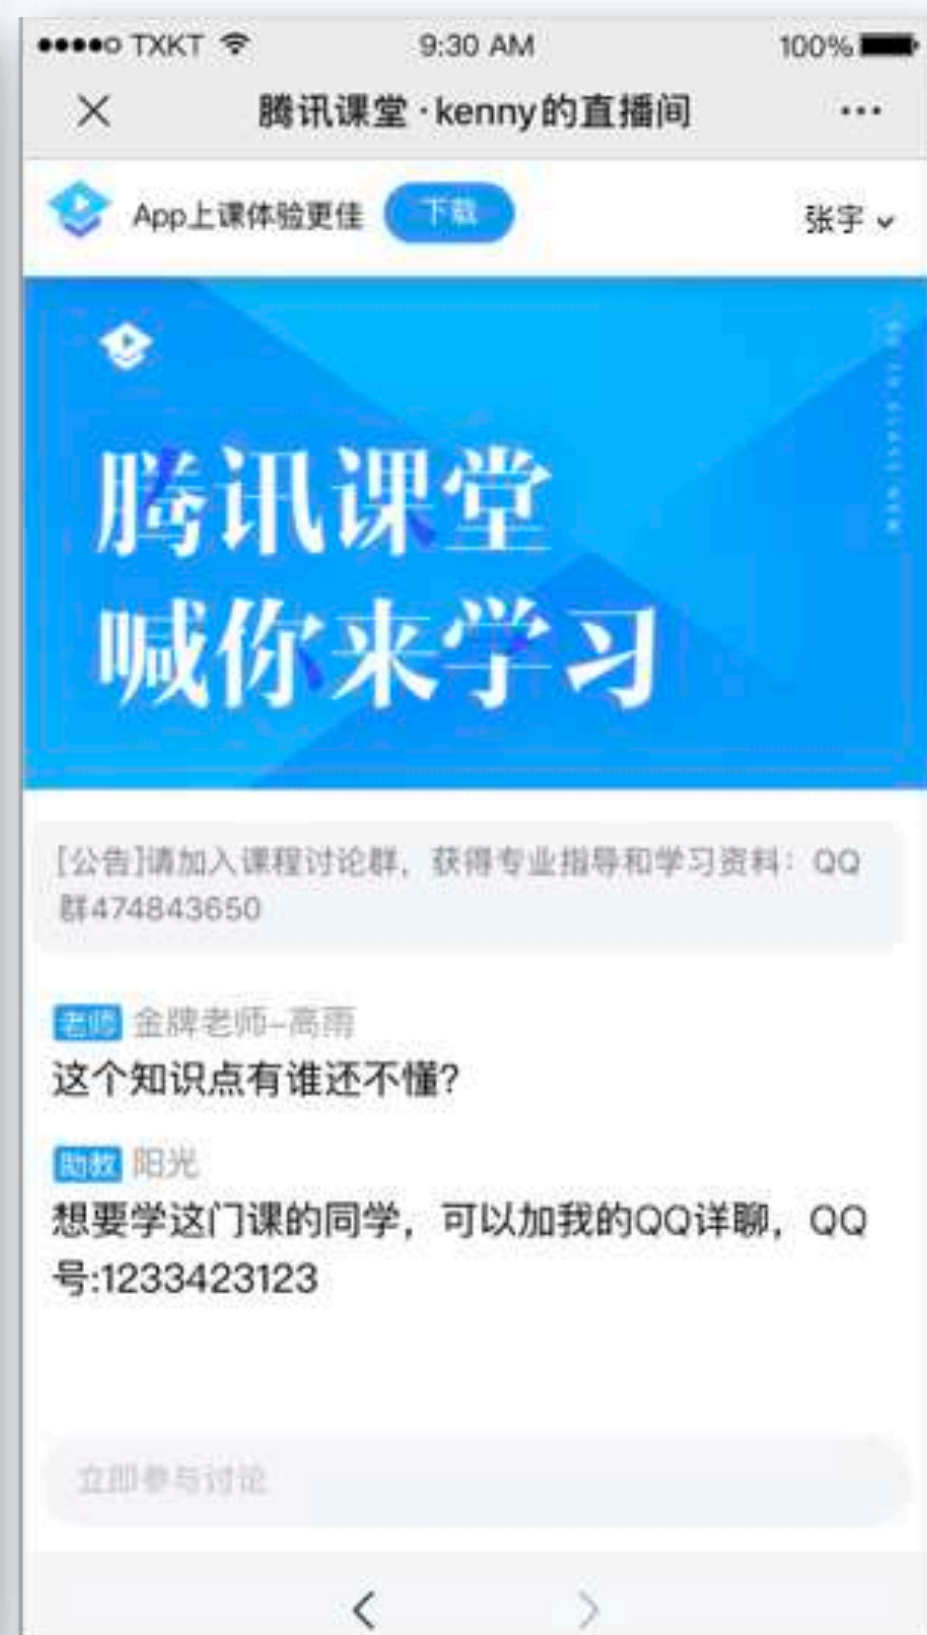 TXKT
9:30 AM
100%
腾讯课堂·kenny的直播间
App上课体验更佳
下载
张宇
腾讯课堂
喊你来学习
[公告]请加入课程讨论群，获得专业指导和学习资料：QQ
群474843650
老师 金牌老师-高雨
这个知识点有谁还不懂?
助教 阳光
想要学这门课的同学，可以加我的QQ详聊，QQ
号:1233423123
立即参与讨论